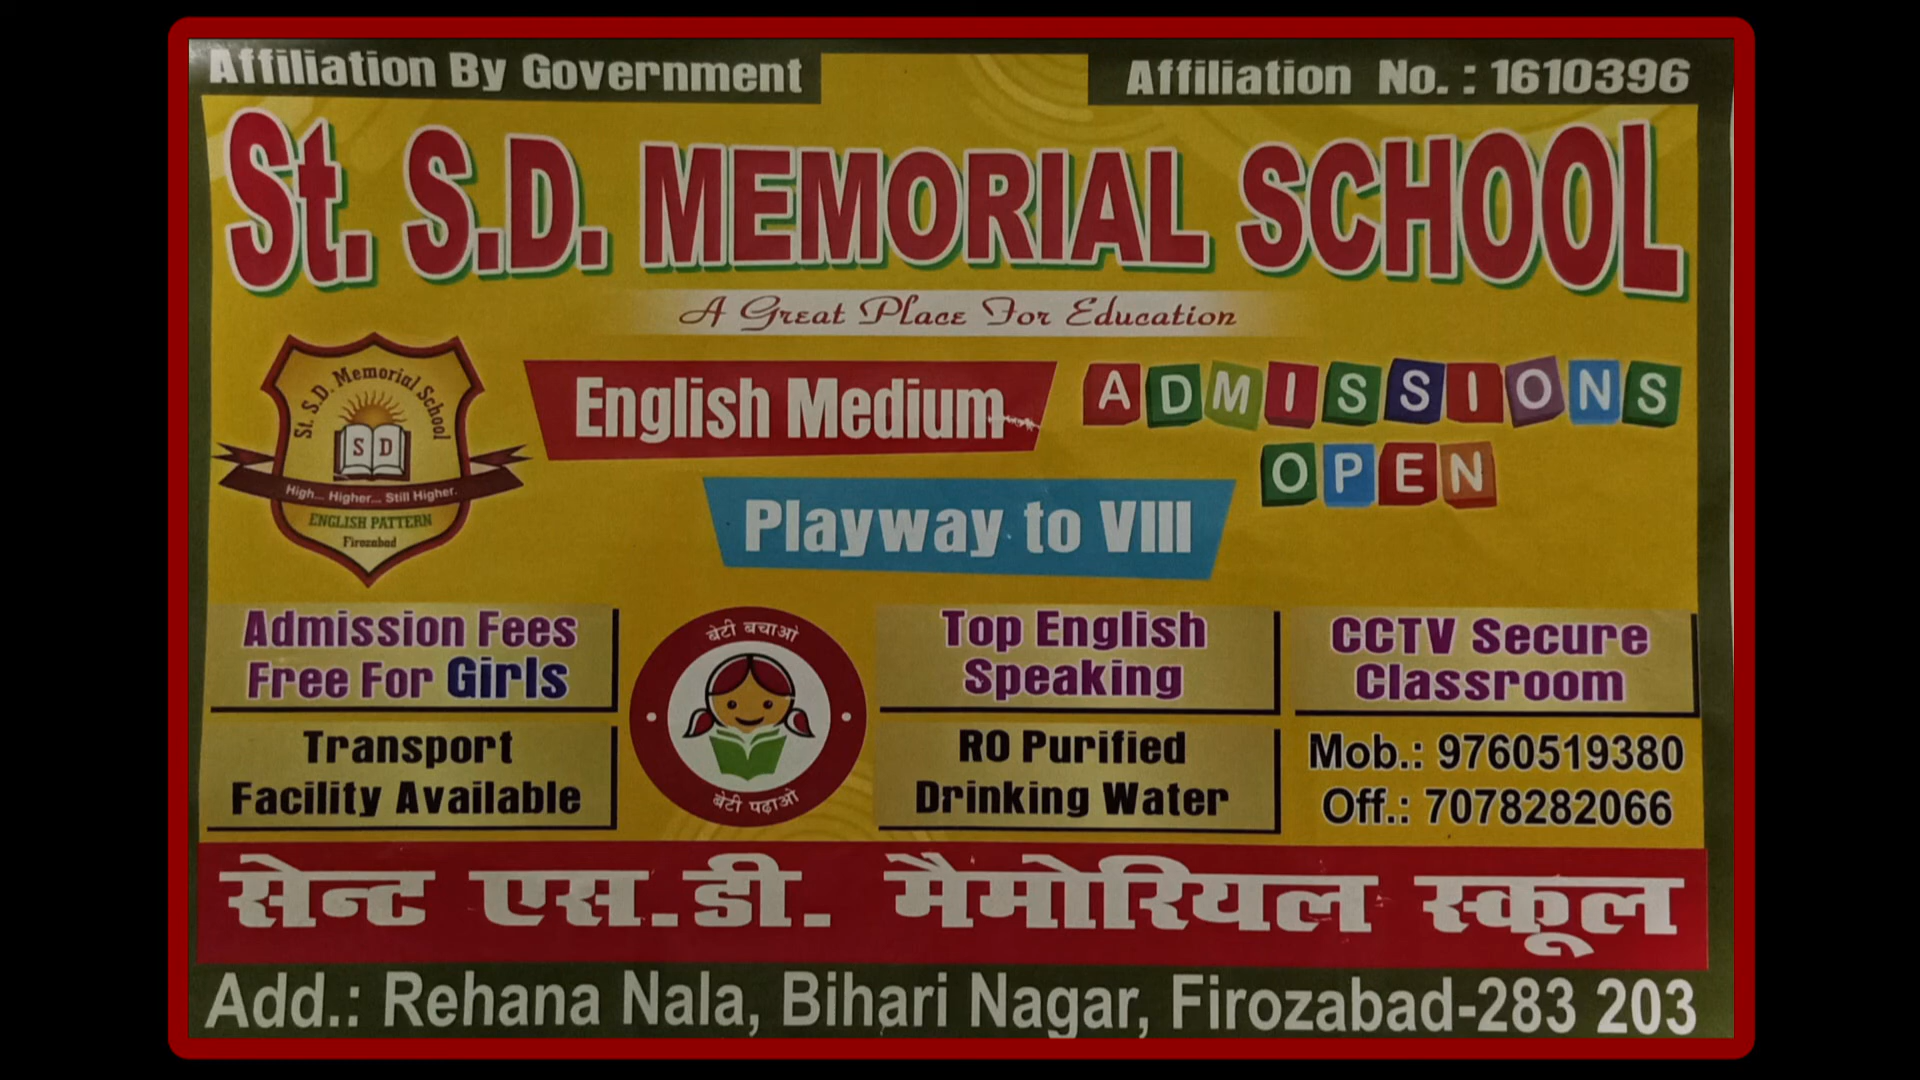 Affiliation By Government
Affiliation No. : 1610396
St. S.D. MEMORIAL SCHOOL
A Great Place For Education
St. S.D. Memorial School
S D
High... Higher... Still Higher.
ENGLISH PATTERN
Firozabad
English Medium
ADMISSIONS
OPEN
Playway to VIII
Admission Fees
Free For Girls
Transport
Facility Available
बेटी बचाओ
बेटी पढ़ाओ
Top English
Speaking
RO Purified
Drinking Water
CCTV Secure
Classroom
Mob.: 9760519380
Off.: 7078282066
सेन्ट एस.डी. मैमोरियल स्कूल
Add.: Rehana Nala, Bihari Nagar, Firozabad-283 203